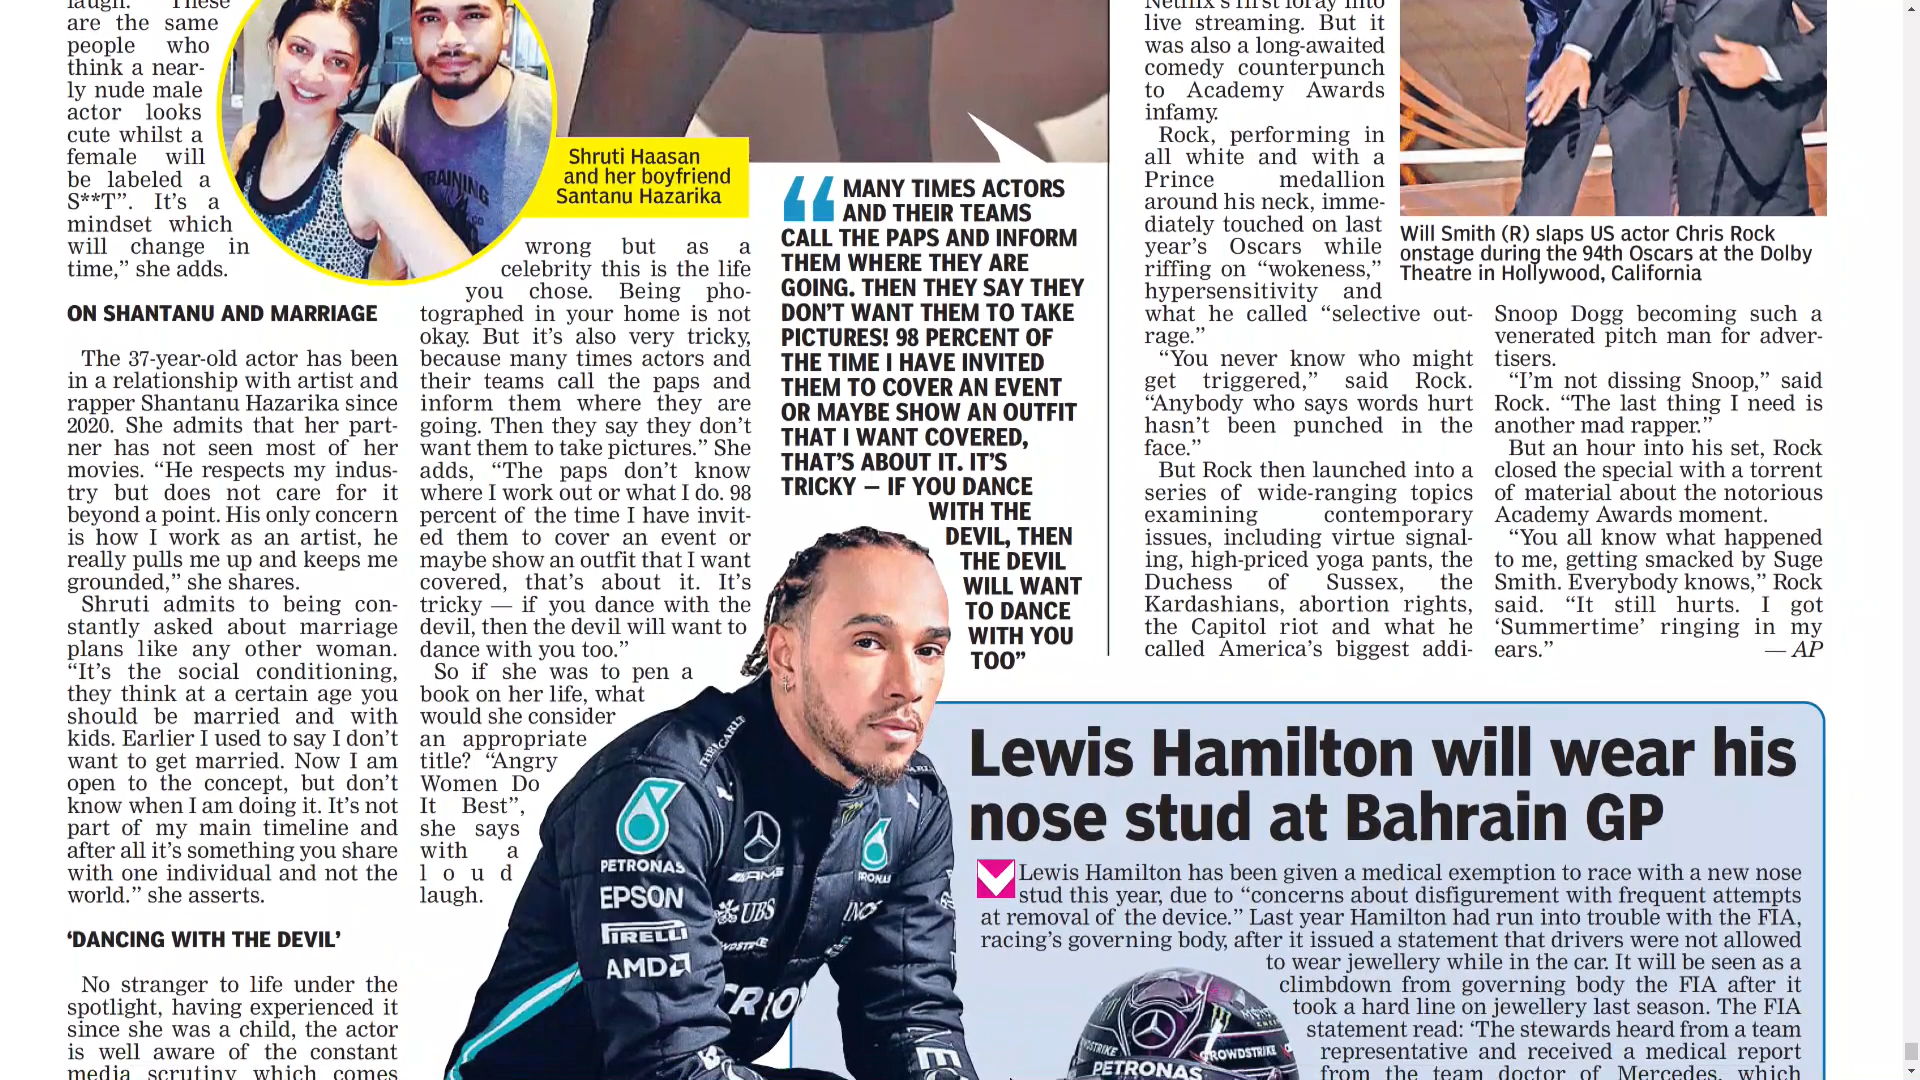 laugh. "These
are the same
people who
think a near-
ly nude male
actor looks
cute whilst a
female will
be labeled a
S**T". It's a
mindset which
will change in
time," she adds.
ON SHANTANU AND MARRIAGE
The 37-year-old actor has been
in a relationship with artist and
rapper Shantanu Hazarika since
2020. She admits that her part-
ner has not seen most of her
movies. "He respects my indus-
try but does not care for it
beyond a point. His only concern
is how I work as an artist, he
really pulls me up and keeps me
grounded," she shares.
Shruti admits to being con-
stantly asked about marriage
plans like any other woman.
"It's the social conditioning,
they think at a certain age you
should be married and with
kids. Earlier I used to say I don't
want to get married. Now I am
open to the concept, but don't
know when I am doing it. It's not
part of my main timeline and
after all it's something you share
with one individual and not the
world." she asserts.
'DANCING WITH THE DEVIL'
No stranger to life under the
spotlight, having experienced it
since she was a child, the actor
is well aware of the constant
media scrutiny which comes
TRAINING
Shruti Haasan
and her boyfriend
Santanu Hazarika
wrong but as a
celebrity this is the life
you chose. Being pho-
tographed in your home is not
okay. But it's also very tricky,
because many times actors and
their teams call the paps and
inform them where they are
going. Then they say they don't
want them to take pictures." She
adds, "The paps don't know
where I work out or what I do. 98
percent of the time I have invit-
ed them to cover an event or
maybe show an outfit that I want
covered, that's about it. It's
tricky — if you dance with the
devil, then the devil will want to
dance with you too."
So if she was to pen a
book on her life, what
would she consider
an appropriate
title? "Angry
Women Do
It Best",
she says
with a
loud
laugh.
"MANY TIMES ACTORS
AND THEIR TEAMS
CALL THE PAPS AND INFORM
THEM WHERE THEY ARE
GOING. THEN THEY SAY THEY
DON'T WANT THEM TO TAKE
PICTURES! 98 PERCENT OF
THE TIME I HAVE INVITED
THEM TO COVER AN EVENT
OR MAYBE SHOW AN OUTFIT
THAT I WANT COVERED,
THAT'S ABOUT IT. IT'S
TRICKY — IF YOU DANCE
WITH THE
DEVIL, THEN
THE DEVIL
WILL WANT
TO DANCE
WITH YOU
TOO"
Netflix's first foray into
live streaming. But it
was also a long-awaited
comedy counterpunch
to Academy Awards
infamy.
Rock, performing in
all white and with a
Prince medallion
around his neck, imme-
diately touched on last
year's Oscars while
riffing on "wokeness,"
hypersensitivity and
what he called "selective out-
rage."
"You never know who might
get triggered," said Rock.
"Anybody who says words hurt
hasn't been punched in the
face."
But Rock then launched into a
series of wide-ranging topics
examining contemporary
issues, including virtue signal-
ing, high-priced yoga pants, the
Duchess of Sussex, the
Kardashians, abortion rights,
the Capitol riot and what he
called America's biggest addi-
Will Smith (R) slaps US actor Chris Rock
onstage during the 94th Oscars at the Dolby
Theatre in Hollywood, California
Snoop Dogg becoming such a
venerated pitch man for adver-
tisers.
"I'm not dissing Snoop," said
Rock. "The last thing I need is
another mad rapper."
But an hour into his set, Rock
closed the special with a torrent
of material about the notorious
Academy Awards moment.
"You all know what happened
to me, getting smacked by Suge
Smith. Everybody knows," Rock
said. "It still hurts. I got
'Summertime' ringing in my
ears." — AP
Lewis Hamilton will wear his
nose stud at Bahrain GP
Lewis Hamilton has been given a medical exemption to race with a new nose
stud this year, due to "concerns about disfigurement with frequent attempts
at removal of the device." Last year Hamilton had run into trouble with the FIA,
racing's governing body, after it issued a statement that drivers were not allowed
to wear jewellery while in the car. It will be seen as a
climbdown from governing body the FIA after it
took a hard line on jewellery last season. The FIA
statement read: 'The stewards heard from a team
representative and received a medical report
from the team doctor of Mercedes, which
PETRONAS
EPSON
PIRELLI
AMD
AMG
UBS
CROWDSTRIKE
PETRONAS